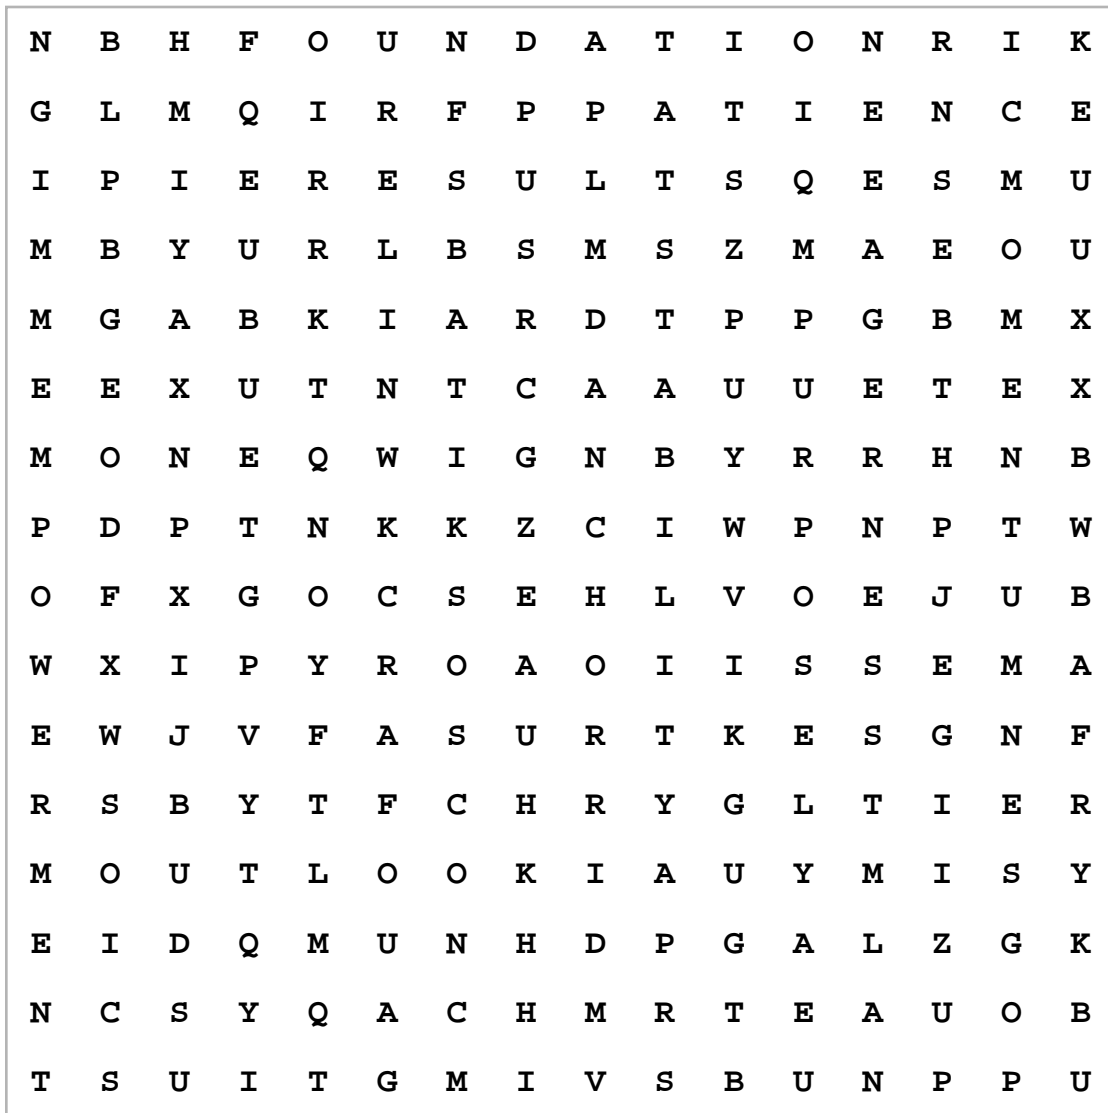 N B H F O U N D A T I O N R I K
G L M Q I R F P P A T I E N C E
I P I E R E S U L T S Q E S M U
M B Y U R L B S M S Z M A E O U
M G A B K I A R D T P P G B M X
E E X U T N T C A A U U E T E X
M O N E Q W I G N B Y R R H N B
P D P T N K K Z C I W P N P T W
O F X G O C S E H L V O E J U B
W X I P Y R O A O I I S S E M A
E W J V F A S U R T K E S G N F
R S B Y T F C H R Y G L T I E R
M O U T L O O K I A U Y M I S Y
E I D Q M U N H D P G A L Z G K
N C S Y Q A C H M R T E A U O B
T S U I T G M I V S B U N P P U